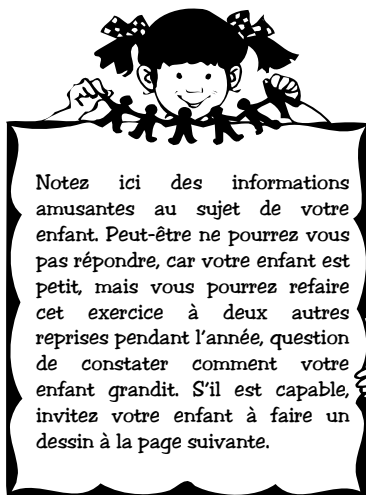 Notez ici des informations
amusantes au sujet de votre
enfant. Peut-être ne pourrez vous
pas répondre, car votre enfant est
petit, mais vous pourrez refaire
cet exercice à deux autres
reprises pendant l'année, question
de constater comment votre
enfant grandit. S'il est capable,
invitez votre enfant à faire un
dessin à la page suivante.